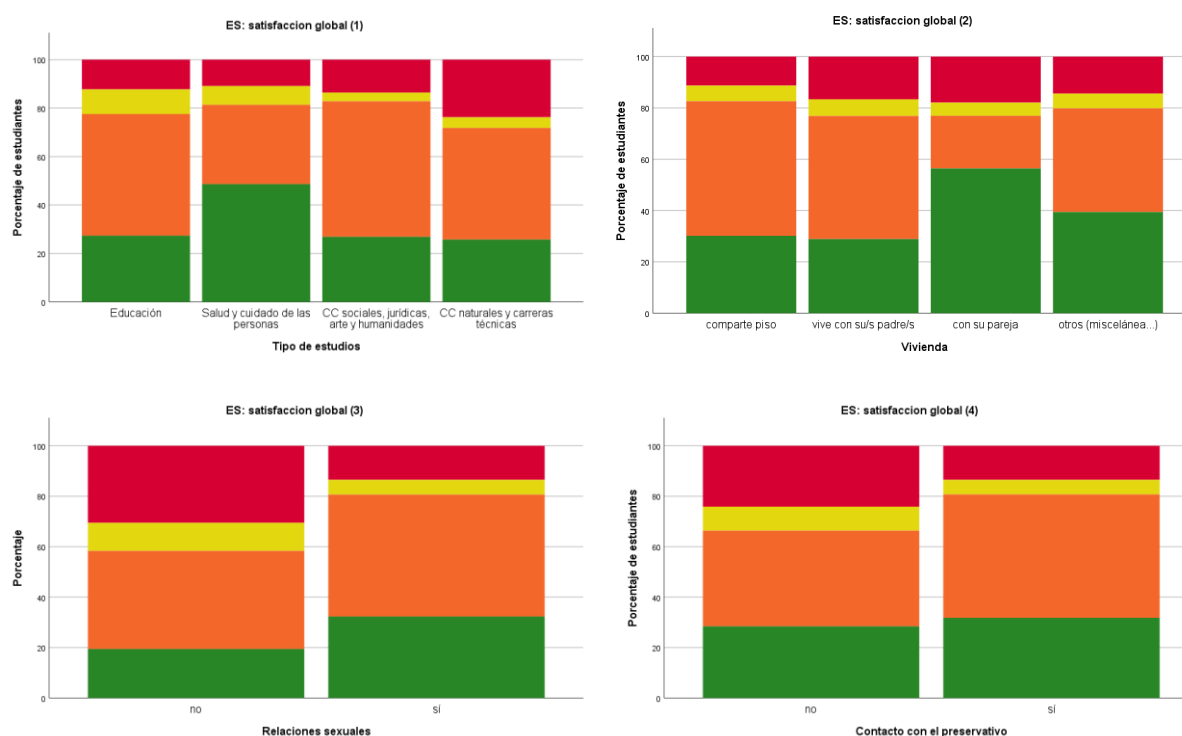 ES: satisfaccion global (1)
Porcentaje de estudiantes
100
80
60
40
20
0
Educación
Salud y cuidado de las
personas
CC sociales, jurídicas,
arte y humanidades
CC naturales y carreras
técnicas
Tipo de estudios
ES: satisfaccion global (2)
Porcentaje de estudiantes
100
80
60
40
20
0
comparte piso
vive con su/s padre/s
con su pareja
otros (miscelánea...)
Vivienda
ES: satisfaccion global (3)
Porcentaje
100
80
60
40
20
0
no
sí
Relaciones sexuales
ES: satisfaccion global (4)
Porcentaje de estudiantes
100
80
60
40
20
0
no
sí
Contacto con el preservativo